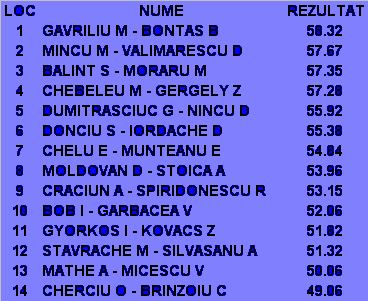 LOC NUME REZULTAT
1 GAVRILIU M - BONTAS B 58.32
2 MINCU M - VALIMARESCU D 57.67
3 BALINT S - MORARU M 57.35
4 CHEBELEU M - GERGELY Z 57.28
5 DUMITRASCIUC G - NINCU D 55.92
6 DONCIU S - IORDACHE D 55.38
7 CHELU E - MUNTEANU E 54.84
8 MOLDOVAN D - STOICA A 53.96
9 CRACIUN A - SPIRIDONESCU R 53.15
10 BOB I - GARBACEA V 52.06
11 GYORKOS I - KOVACS Z 51.82
12 STAVRACHE M - SILVASANU A 51.32
13 MATHE A - MICESCU V 50.06
14 CHERCIU O - BRINZOIU C 49.06